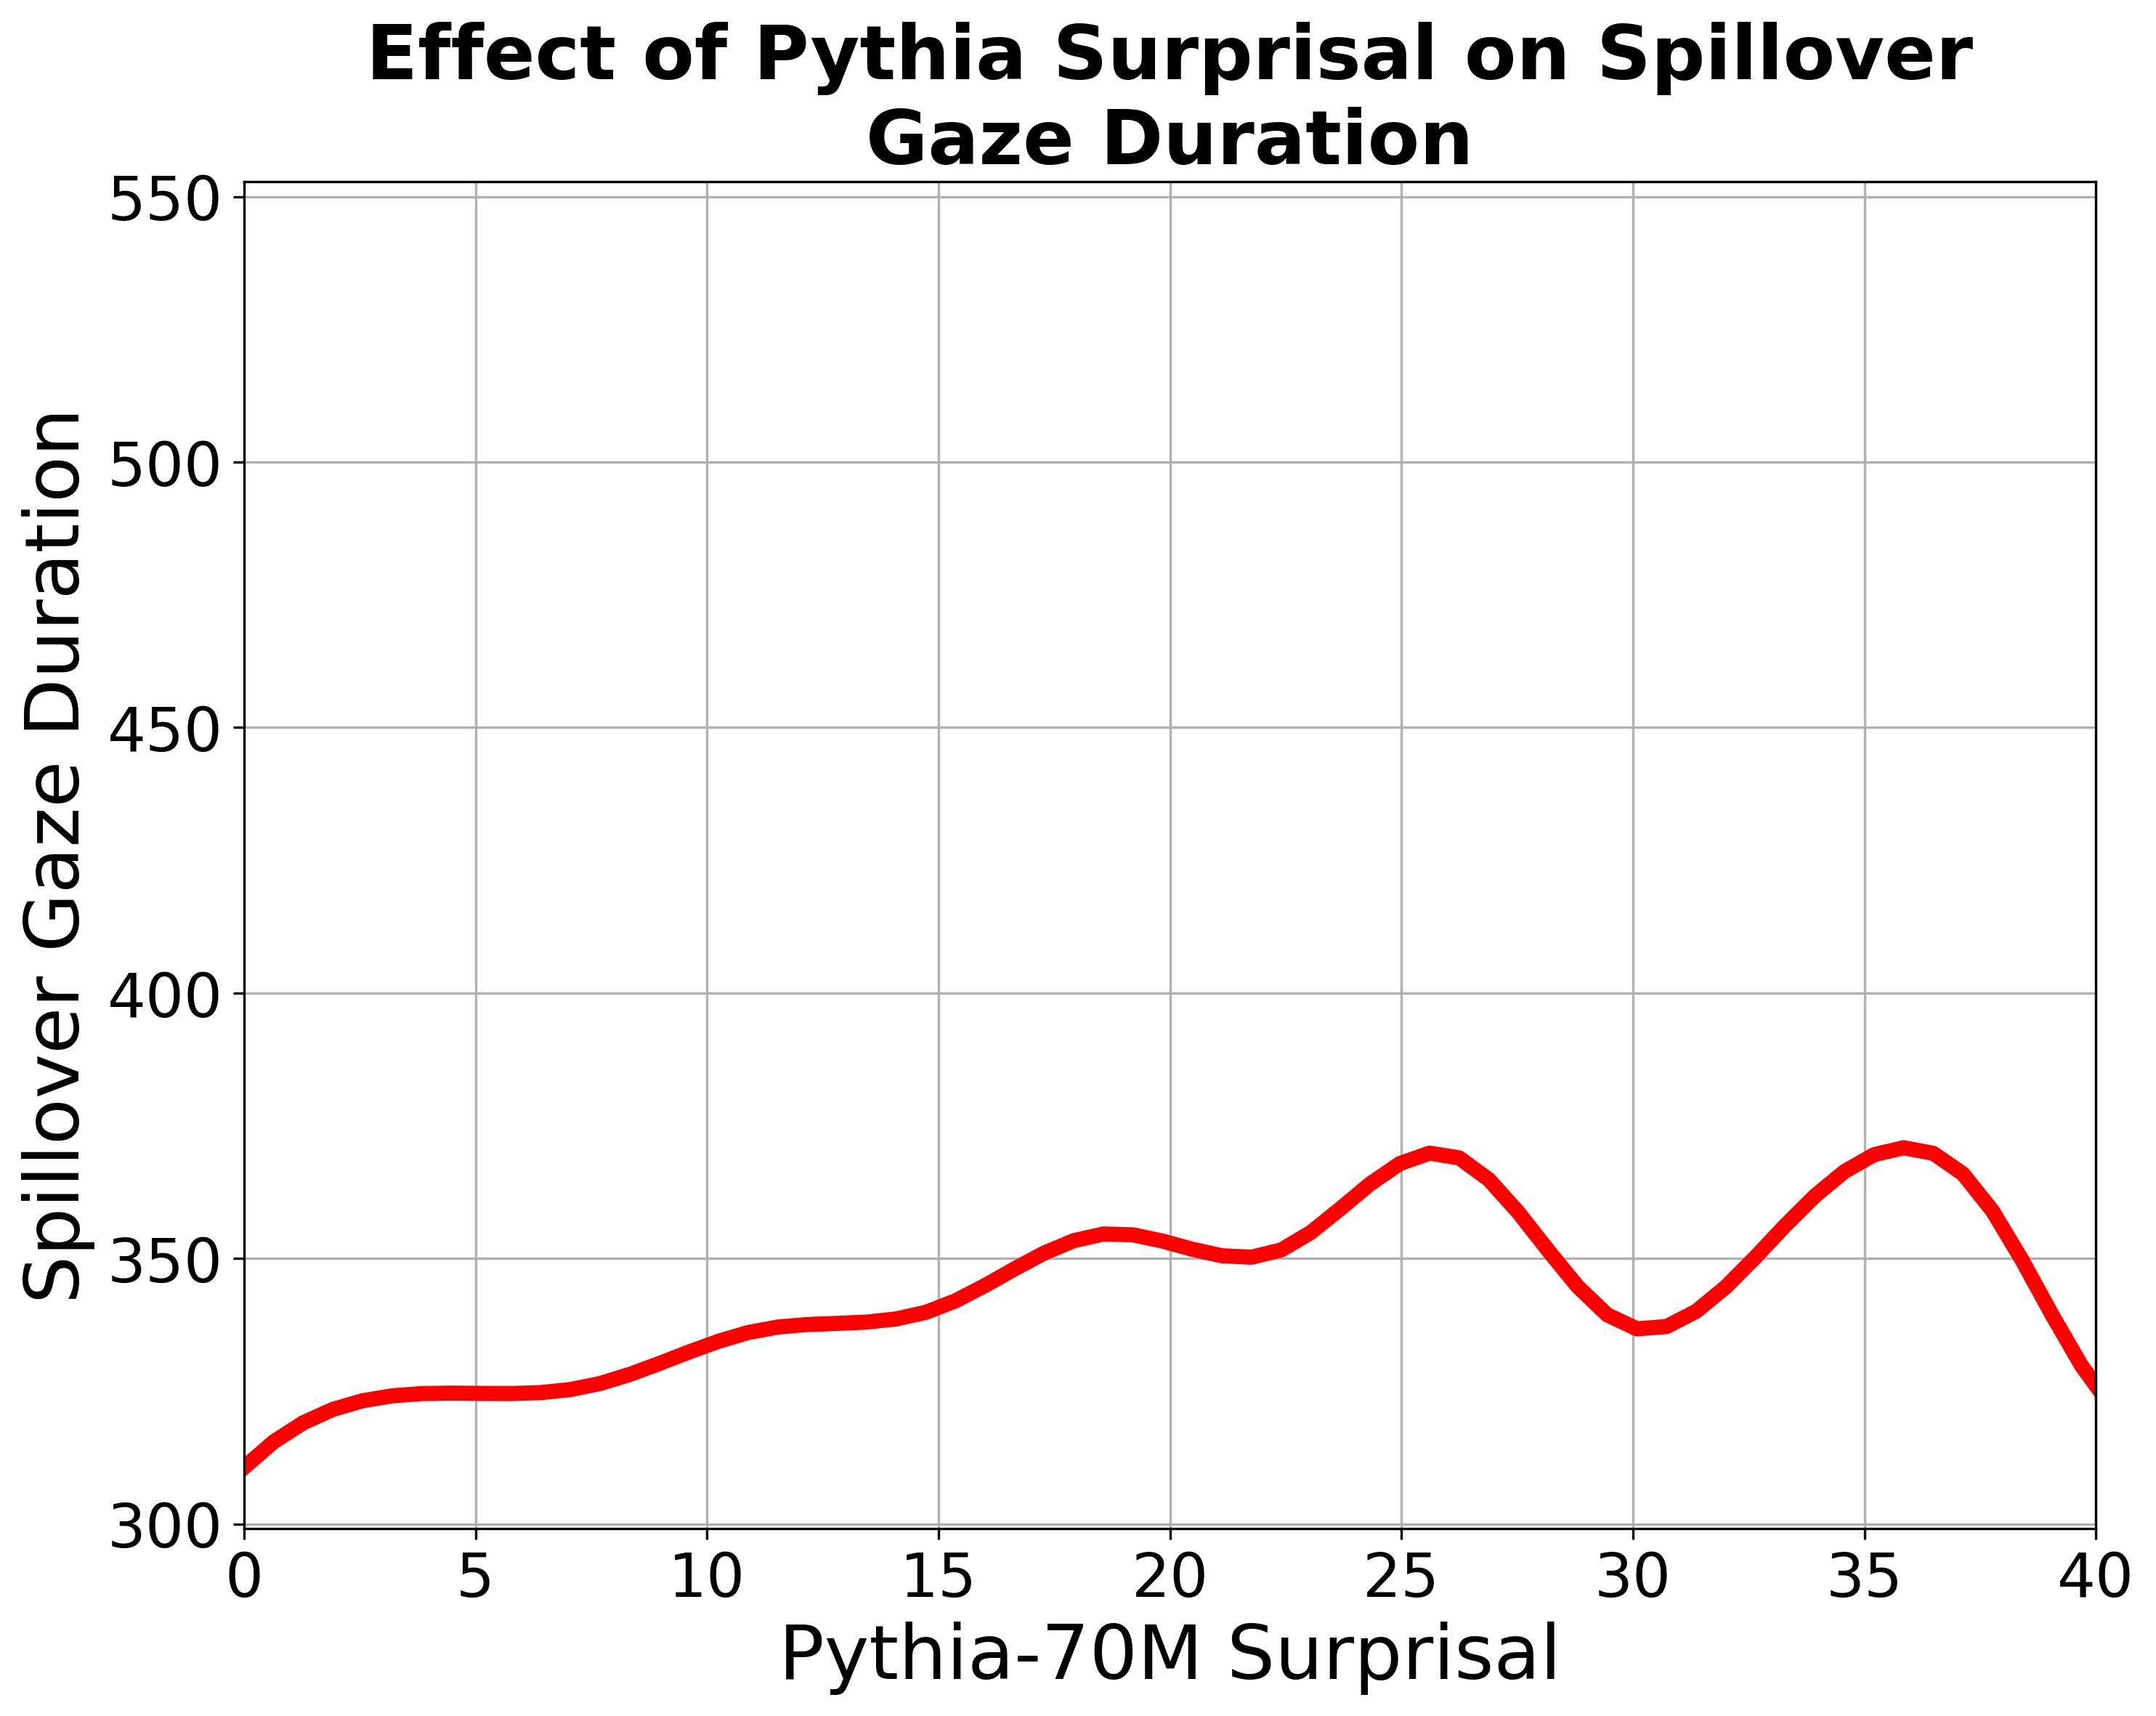 Effect of Pythia Surprisal on Spillover
Gaze Duration
Spillover Gaze Duration
550
500
450
400
350
300
0 5 10 15 20 25 30 35 40
Pythia-70M Surprisal